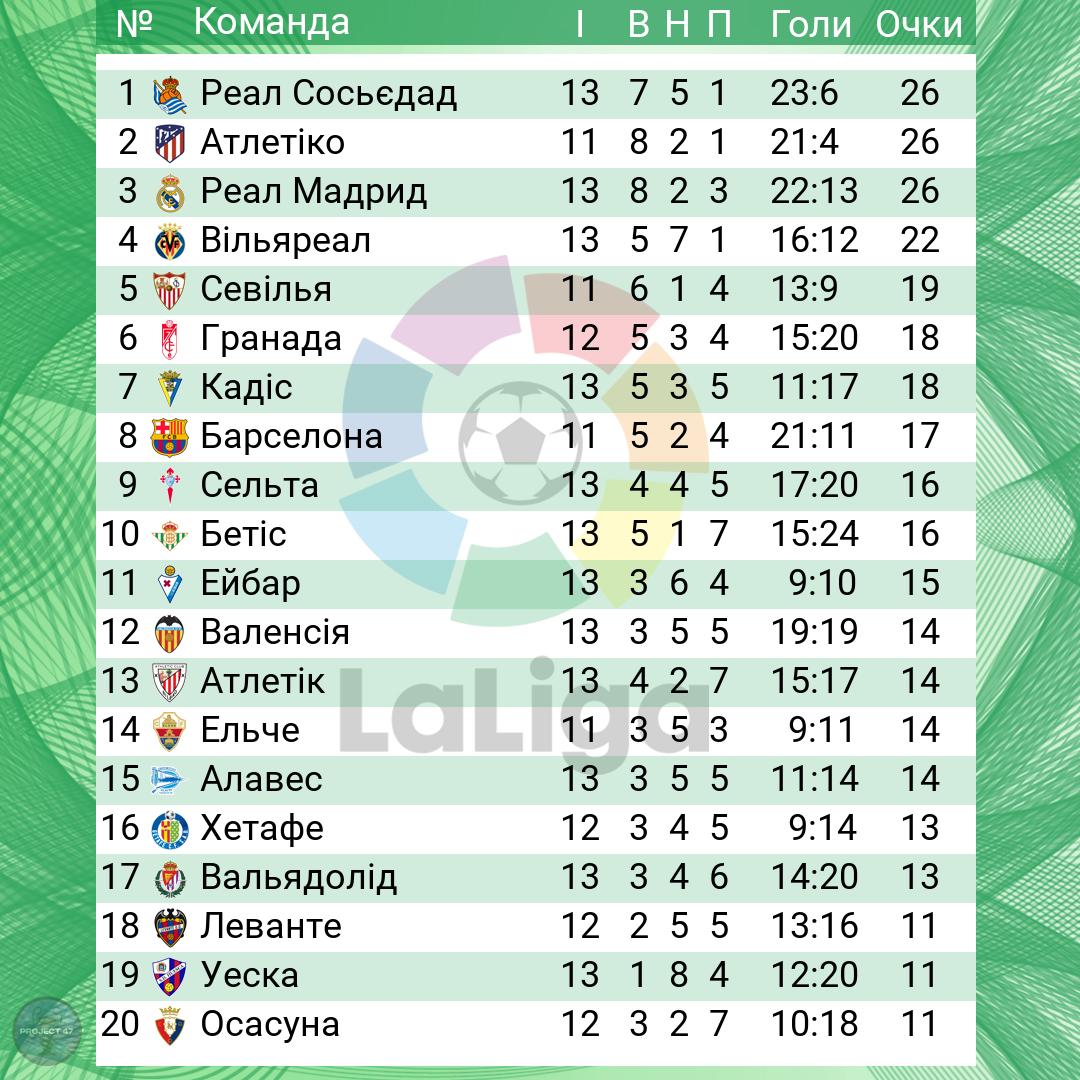 № Команда І В Н П Голи Очки
1 Реал Сосьєдад 13 7 5 1 23:6 26
2 Атлетіко 11 8 2 1 21:4 26
3 Реал Мадрид 13 8 2 3 22:13 26
4 Вільяреал 13 5 7 1 16:12 22
5 Севілья 11 6 1 4 13:9 19
6 Гранада 12 5 3 4 15:20 18
7 Кадіс 13 5 3 5 11:17 18
8 Барселона 11 5 2 4 21:11 17
9 Сельта 13 4 4 5 17:20 16
10 Бетіс 13 5 1 7 15:24 16
11 Ейбар 13 3 6 4 9:10 15
12 Валенсія 13 3 5 5 19:19 14
13 Атлетік 13 4 2 7 15:17 14
14 Ельче 11 3 5 3 9:11 14
15 Алавес 13 3 5 5 11:14 14
16 Хетафе 12 3 4 5 9:14 13
17 Вальядолід 13 3 4 6 14:20 13
18 Леванте 12 2 5 5 13:16 11
19 Уеска 13 1 8 4 12:20 11
20 Осасуна 12 3 2 7 10:18 11
LaLiga
PROJECT 47